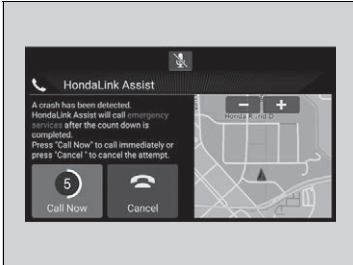 HondaLink Assist
A crash has been detected.
HondaLink Assist will call emergency
services after the count down is
completed.
Press "Call Now" to call immediately or
press "Cancel " to cancel the attempt.
5
Call Now
Cancel
− +
Honda R